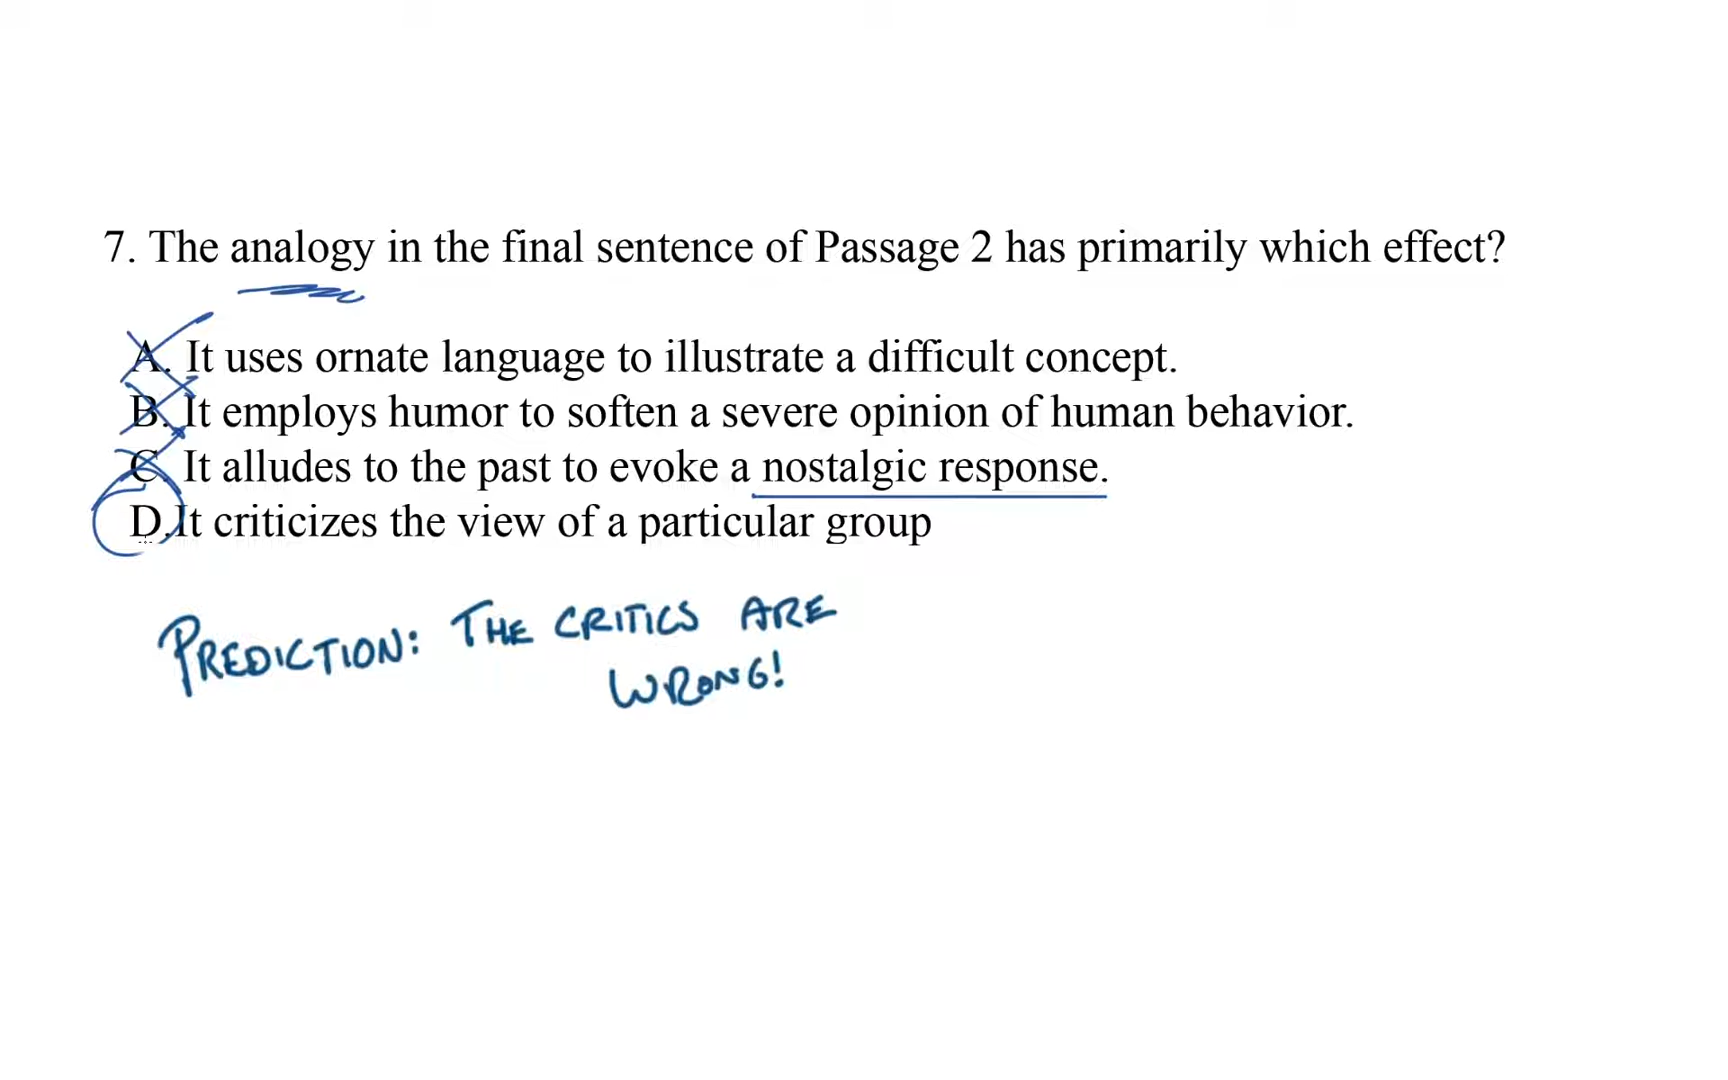 7. The analogy in the final sentence of Passage 2 has primarily which effect?
A. It uses ornate language to illustrate a difficult concept.
B. It employs humor to soften a severe opinion of human behavior.
C. It alludes to the past to evoke a nostalgic response.
D.It criticizes the view of a particular group
PREDICTION: THE CRITICS ARE
WRONG!